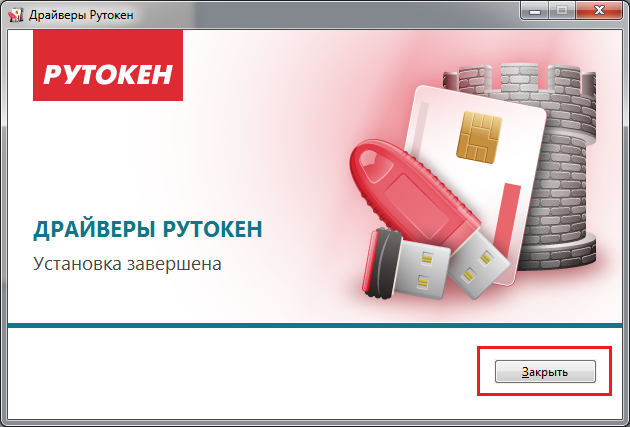 Драйверы Рутокен
РУТОКЕН
ДРАЙВЕРЫ РУТОКЕН
Установка завершена
Закрыть